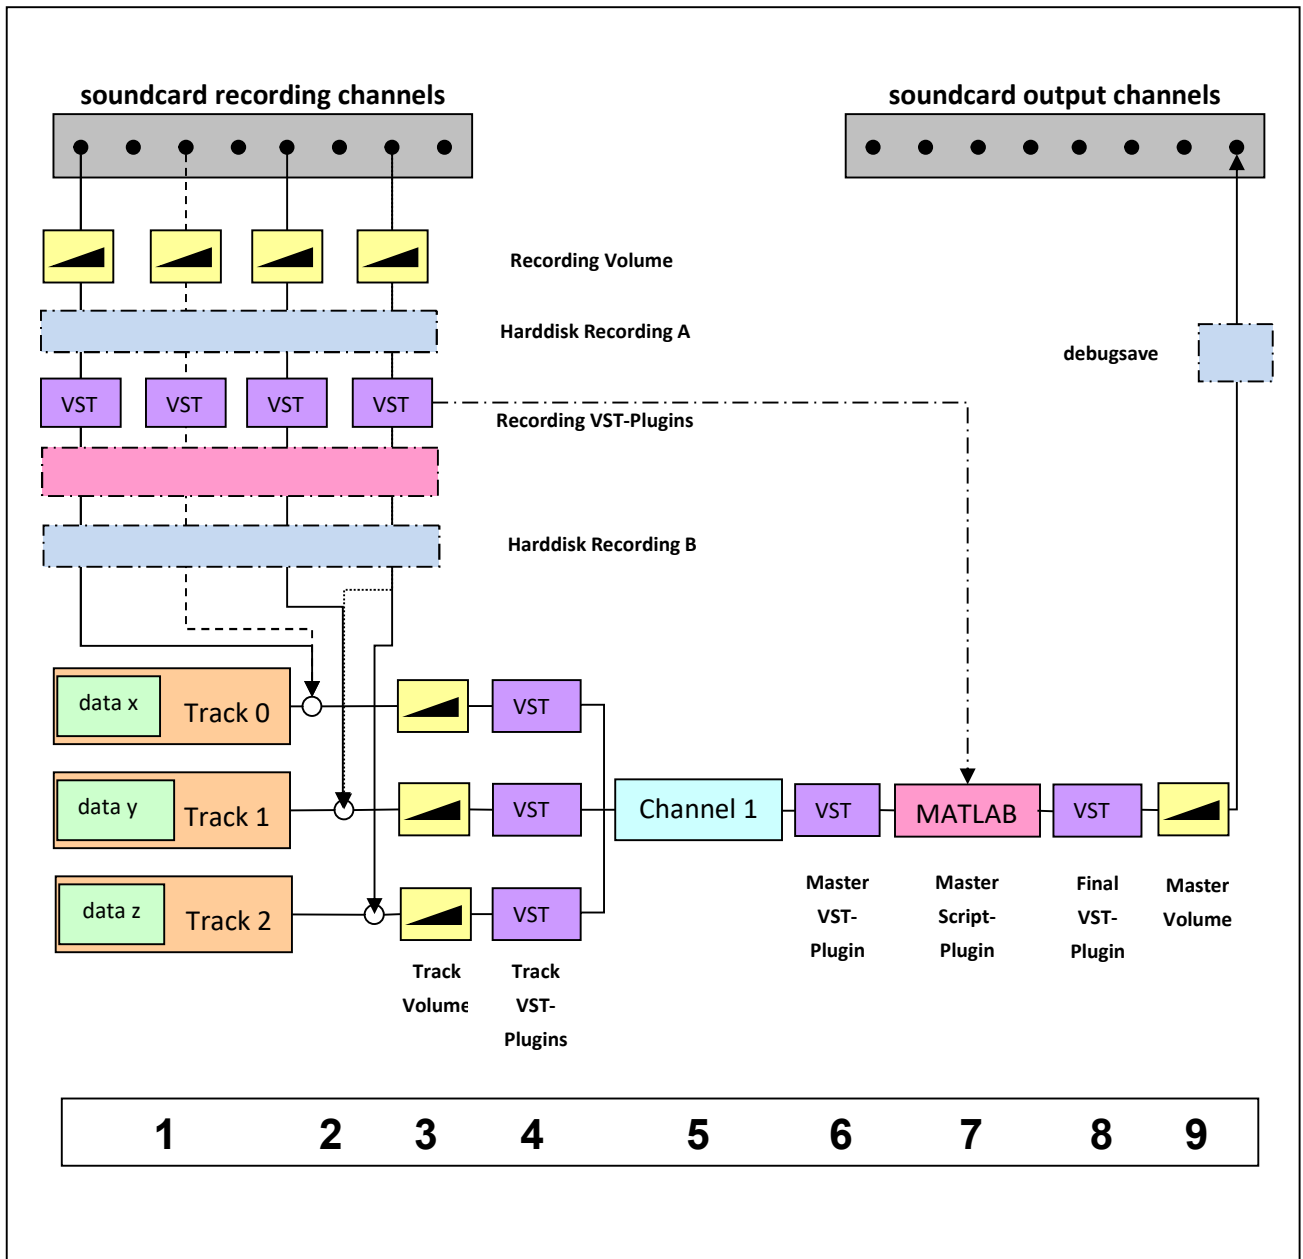 soundcard recording channels
soundcard output channels
Recording Volume
Harddisk Recording A
debugsave
VST
VST
VST
VST
Recording VST-Plugins
Harddisk Recording B
data x
Track 0
VST
data y
Track 1
VST
Channel 1
VST
MATLAB
VST
data z
Track 2
VST
Master
VST-
Plugin
Master
Script-
Plugin
Final
VST-
Plugin
Master
Volume
Track
Volume
Track
VST-
Plugins
1 2 3 4 5 6 7 8 9